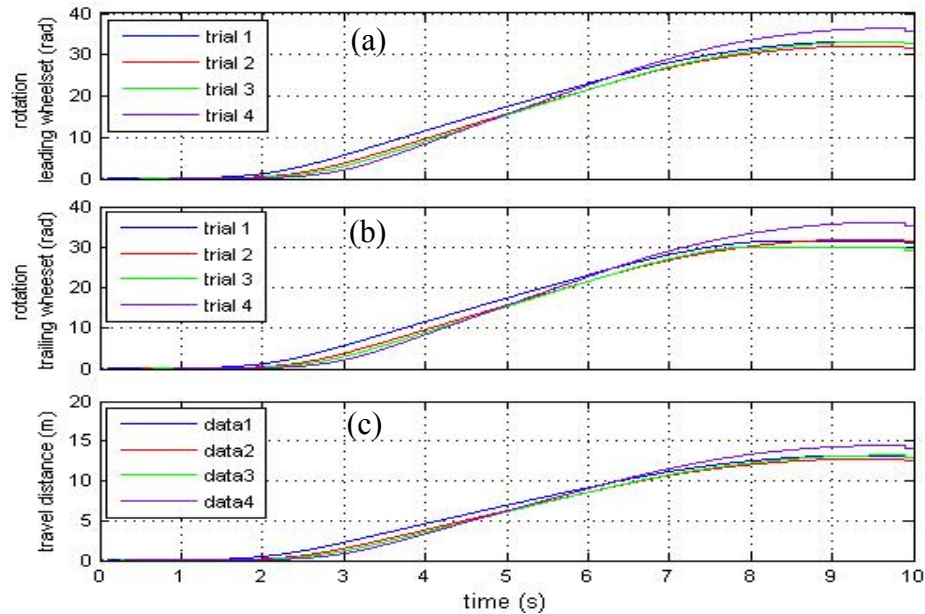 40
30
20
10
0
rotation
leading wheelset (rad)
trial 1
trial 2
trial 3
trial 4
(a)
40
30
20
10
0
rotation
trailing wheeset (rad)
trial 1
trial 2
trial 3
trial 4
(b)
20
15
10
5
0
travel distance (m)
data1
data2
data3
data4
(c)
0 1 2 3 4 5 6 7 8 9 10
time (s)